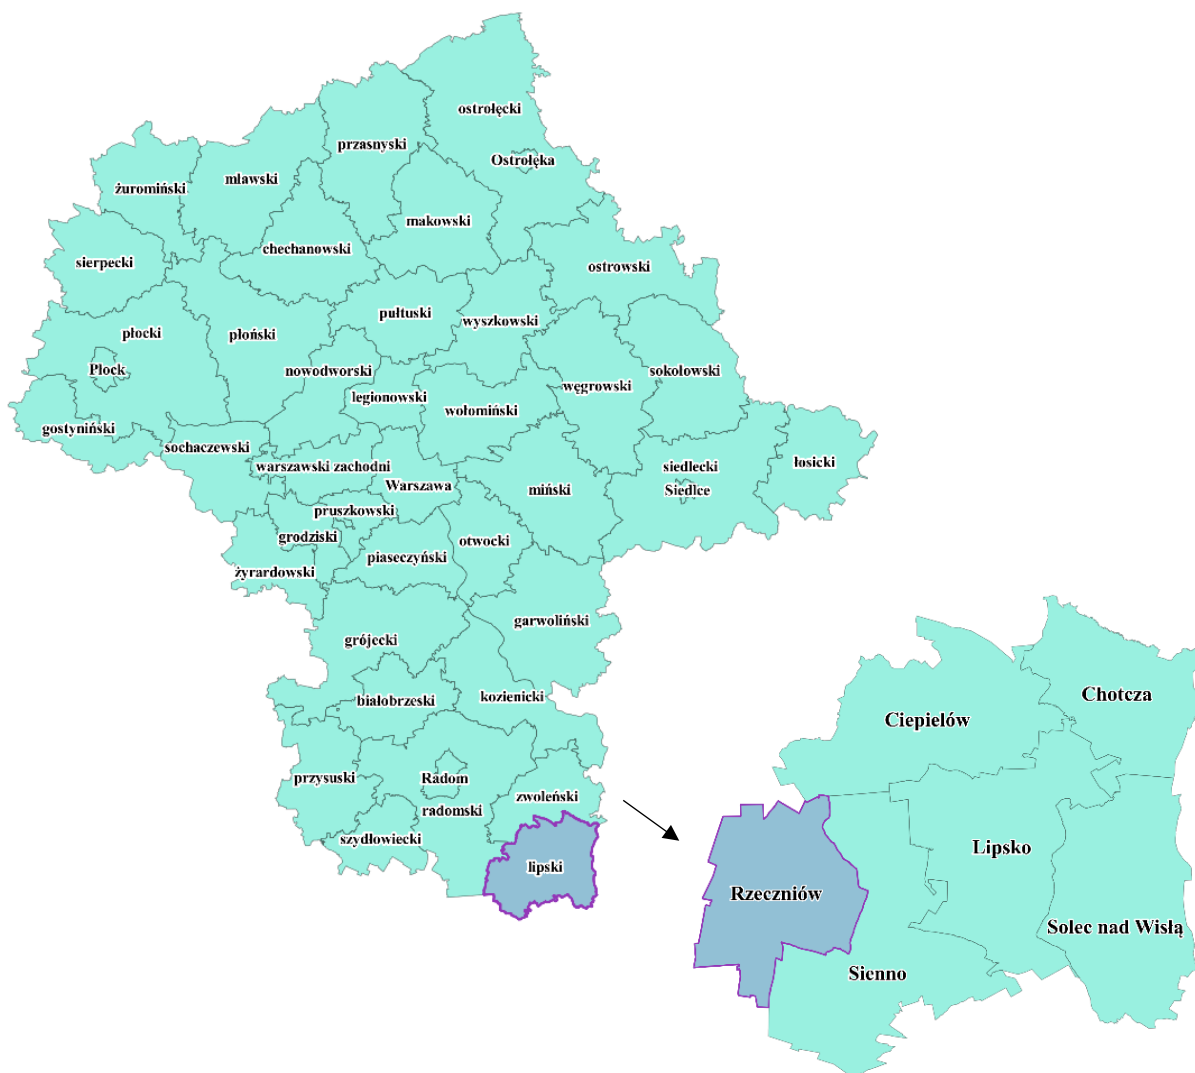 ostrołęcki
przasnyski
Ostrołęka
mławski
żuromiński
makowski
chechanowski
sierpecki
ostrowski
pułtuski
wyszkowski
płocki
płoński
Płock
nowodworski
sokołowski
węgrowski
legionowski
wołomiński
gostyniński
sochaczewski
warszawski zachodni
siedlecki
łosicki
Warszawa
miński
Siedlce
pruszkowski
grodziski
otwocki
piaseczyński
żyrardowski
garwoliński
grójecki
kozienicki
białobrzeski
Chotcza
Ciepielów
przysuski
Radom
zwoleński
radomski
szydłowiecki
Lipsko
lipski
Rzeczniów
Solec nad Wisłą
Sienno